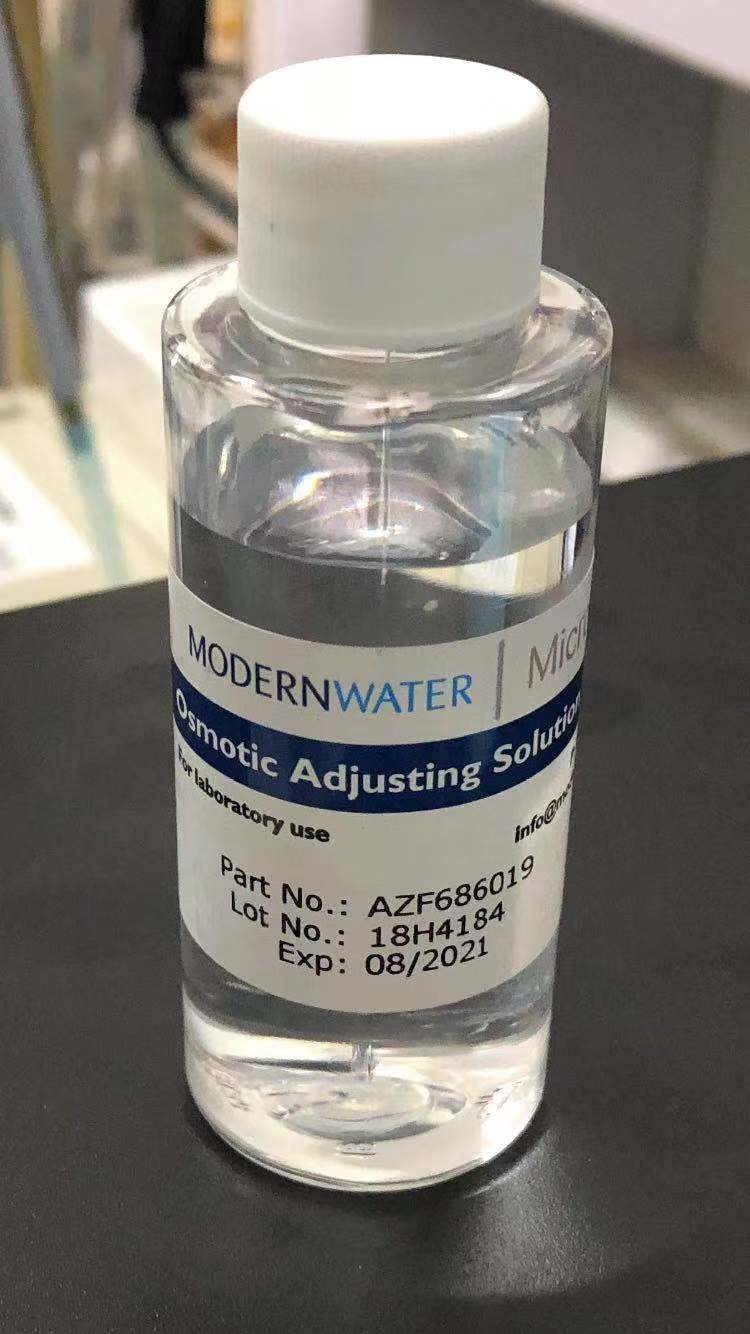 MODERNWATER
Osmotic Adjusting Solution
For laboratory use
Part No.: AZF686019
Lot No.: 18H4184
Exp: 08/2021